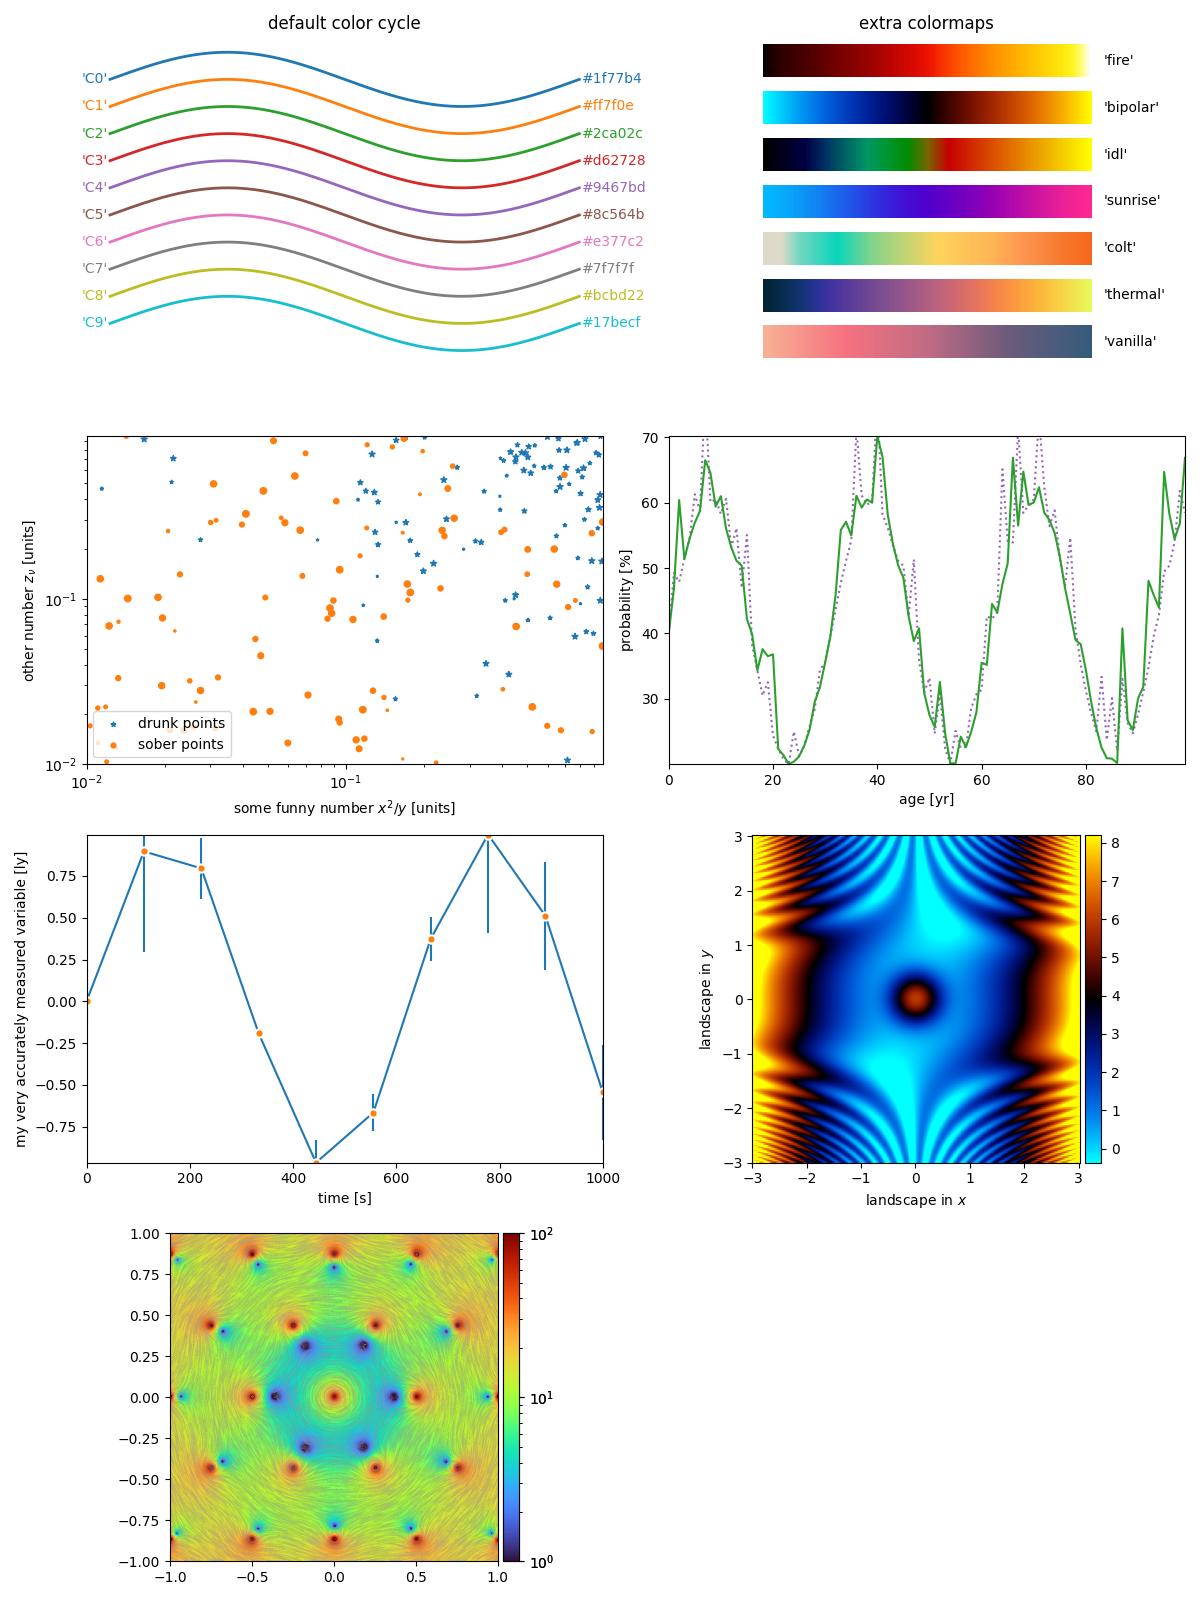 default color cycle
'C0' #1f77b4
'C1' #ff7f0e
'C2' #2ca02c
'C3' #d62728
'C4' #9467bd
'C5' #8c564b
'C6' #e377c2
'C7' #7f7f7f
'C8' #bcbd22
'C9' #17becf
extra colormaps
'fire'
'bipolar'
'idl'
'sunrise'
'colt'
'thermal'
'vanilla'
other number z_ν [units]
10⁻¹
10⁻²
drunk points
sober points
10⁻² 10⁻¹
some funny number x²/y [units]
probability [%]
70
60
50
40
30
0 20 40 60 80
age [yr]
my very accurately measured variable [ly]
0.75
0.50
0.25
0.00
−0.25
−0.50
−0.75
0 200 400 600 800 1000
time [s]
landscape in y
3
2
1
0
−1
−2
−3
−3 −2 −1 0 1 2 3
landscape in x
8
7
6
5
4
3
2
1
0
1.00
0.75
0.50
0.25
0.00
−0.25
−0.50
−0.75
−1.00
−1.0 −0.5 0.0 0.5 1.0
10²
10¹
10⁰